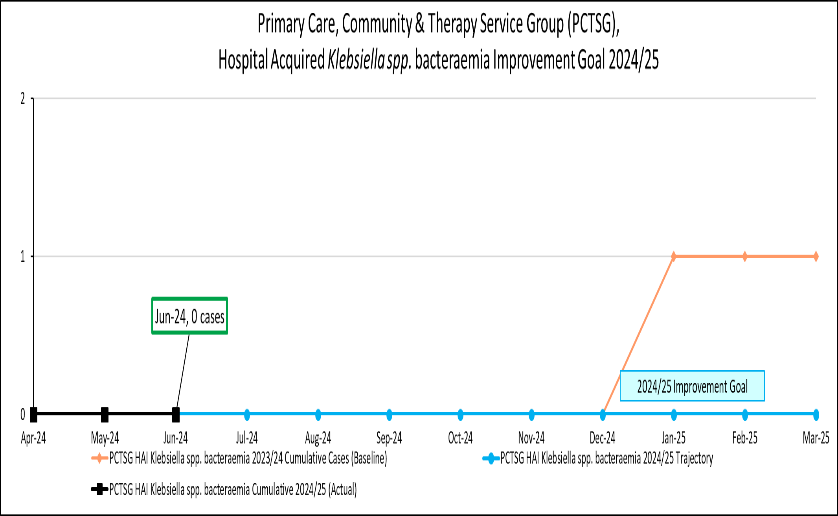 Primary Care, Community & Therapy Service Group (PCTSG),
Hospital Acquired Klebsiella spp. bacteraemia Improvement Goal 2024/25
2
1
Jun-24, 0 cases
2024/25 Improvement Goal
0
Apr-24 May-24 Jun-24 Jul-24 Aug-24 Sep-24 Oct-24 Nov-24 Dec-24 Jan-25 Feb-25 Mar-25
PCTSG HAI Klebsiella spp. bacteraemia 2023/24 Cumulative Cases (Baseline) PCTSG HAI Klebsiella spp. bacteraemia 2024/25 Trajectory
PCTSG HAI Klebsiella spp. bacteraemia Cumulative 2024/25 (Actual)